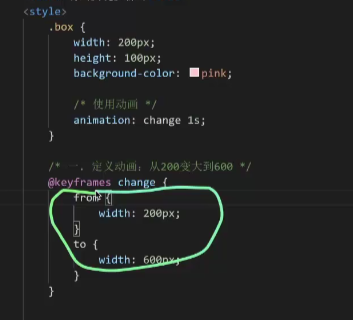 <style>
.box {
width: 200px;
height: 100px;
background-color: pink;
/* 使用动画 */
animation: change 1s;
}
/* 一. 定义动画：从200变大到600 */
@keyframes change {
from {
width: 200px;
}
to {
width: 600px;
}
}